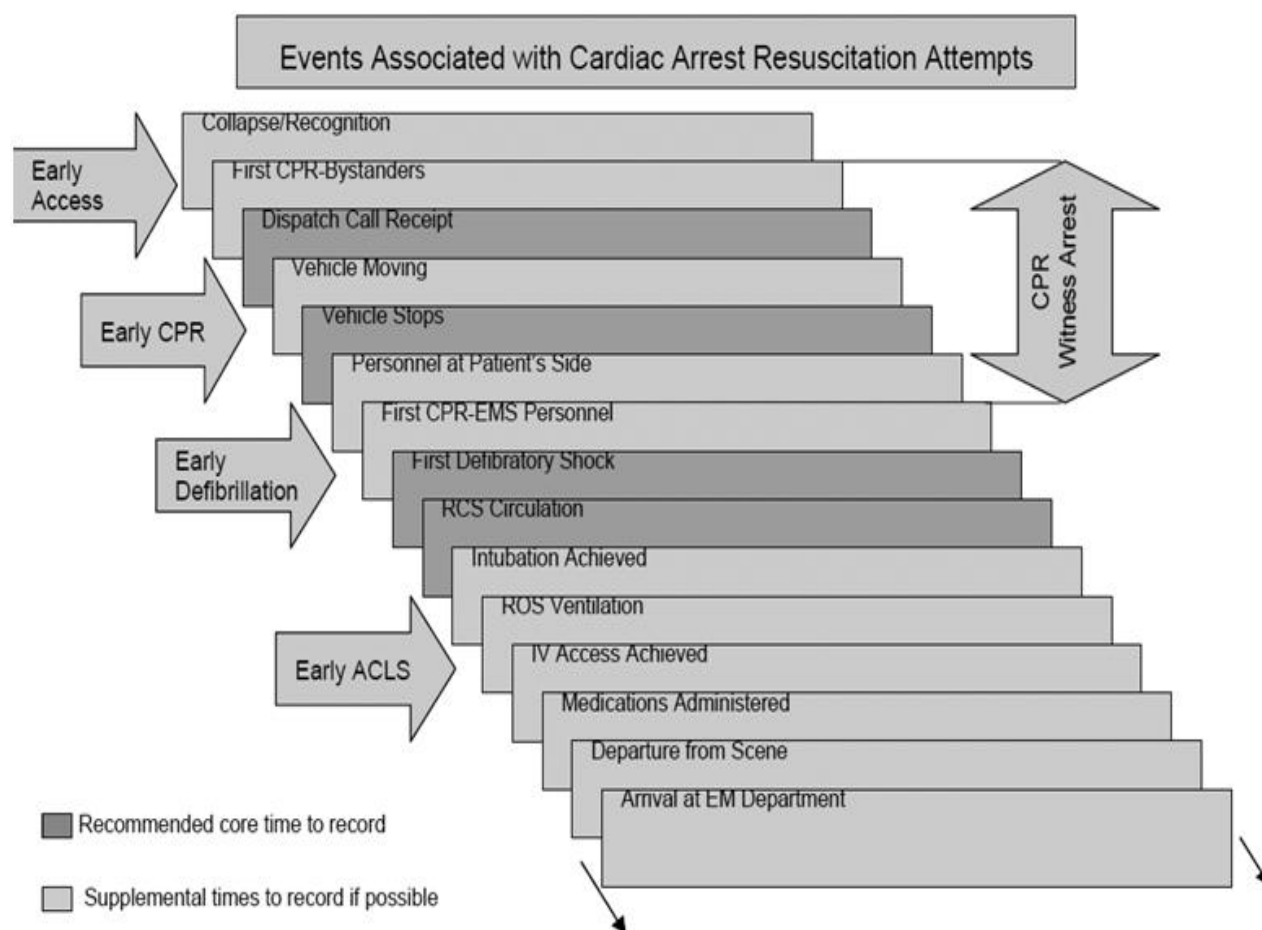 Events Associated with Cardiac Arrest Resuscitation Attempts
Collapse/Recognition
Early
Access
First CPR-Bystanders
Dispatch Call Receipt
Vehicle Moving
Early CPR
Vehicle Stops
Personnel at Patient's Side
First CPR-EMS Personnel
CPR
Witness Arrest
Early
Defibrillation
First Defibratory Shock
RCS Circulation
Intubation Achieved
ROS Ventilation
Early ACLS
IV Access Achieved
Medications Administered
Departure from Scene
Arrival at EM Department
Recommended core time to record
Supplemental times to record if possible